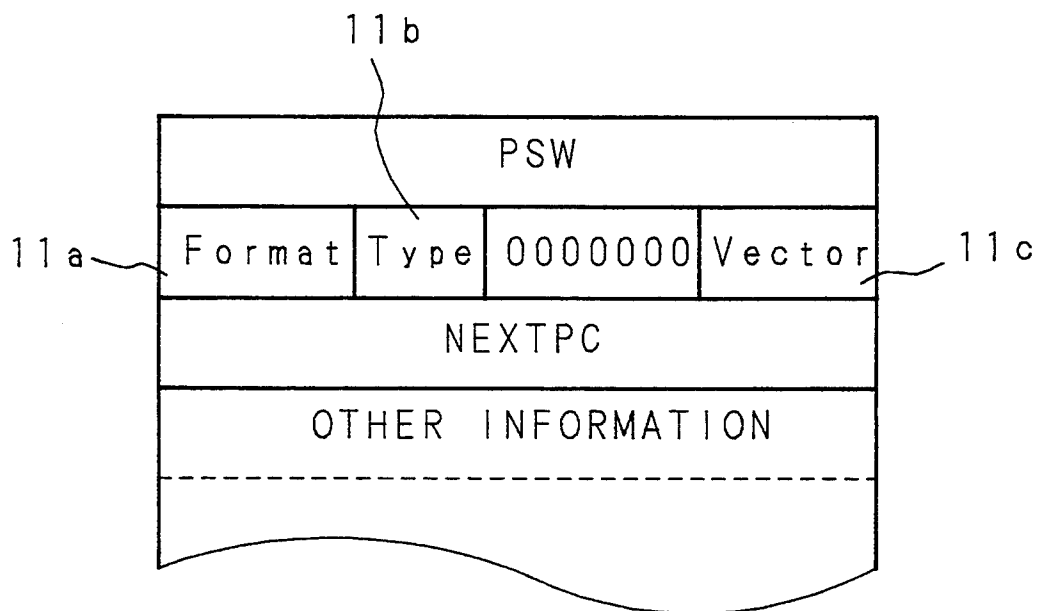 11b
PSW
11a Format Type 0000000 Vector 11c
NEXTPC
OTHER INFORMATION